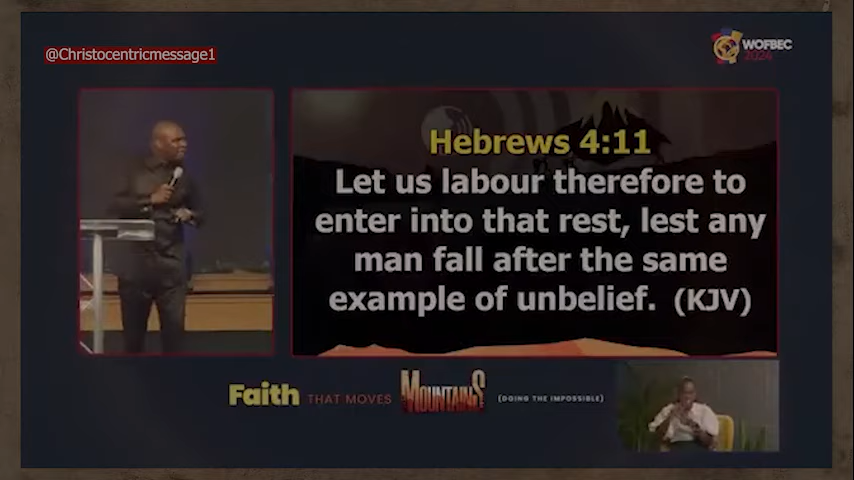 @Christocentricmessage1
WOFBEC
2024
Hebrews 4:11
Let us labour therefore to
enter into that rest, lest any
man fall after the same
example of unbelief. (KJV)
Faith THAT MOVES MOUNTAINS (DOING THE IMPOSSIBLE)